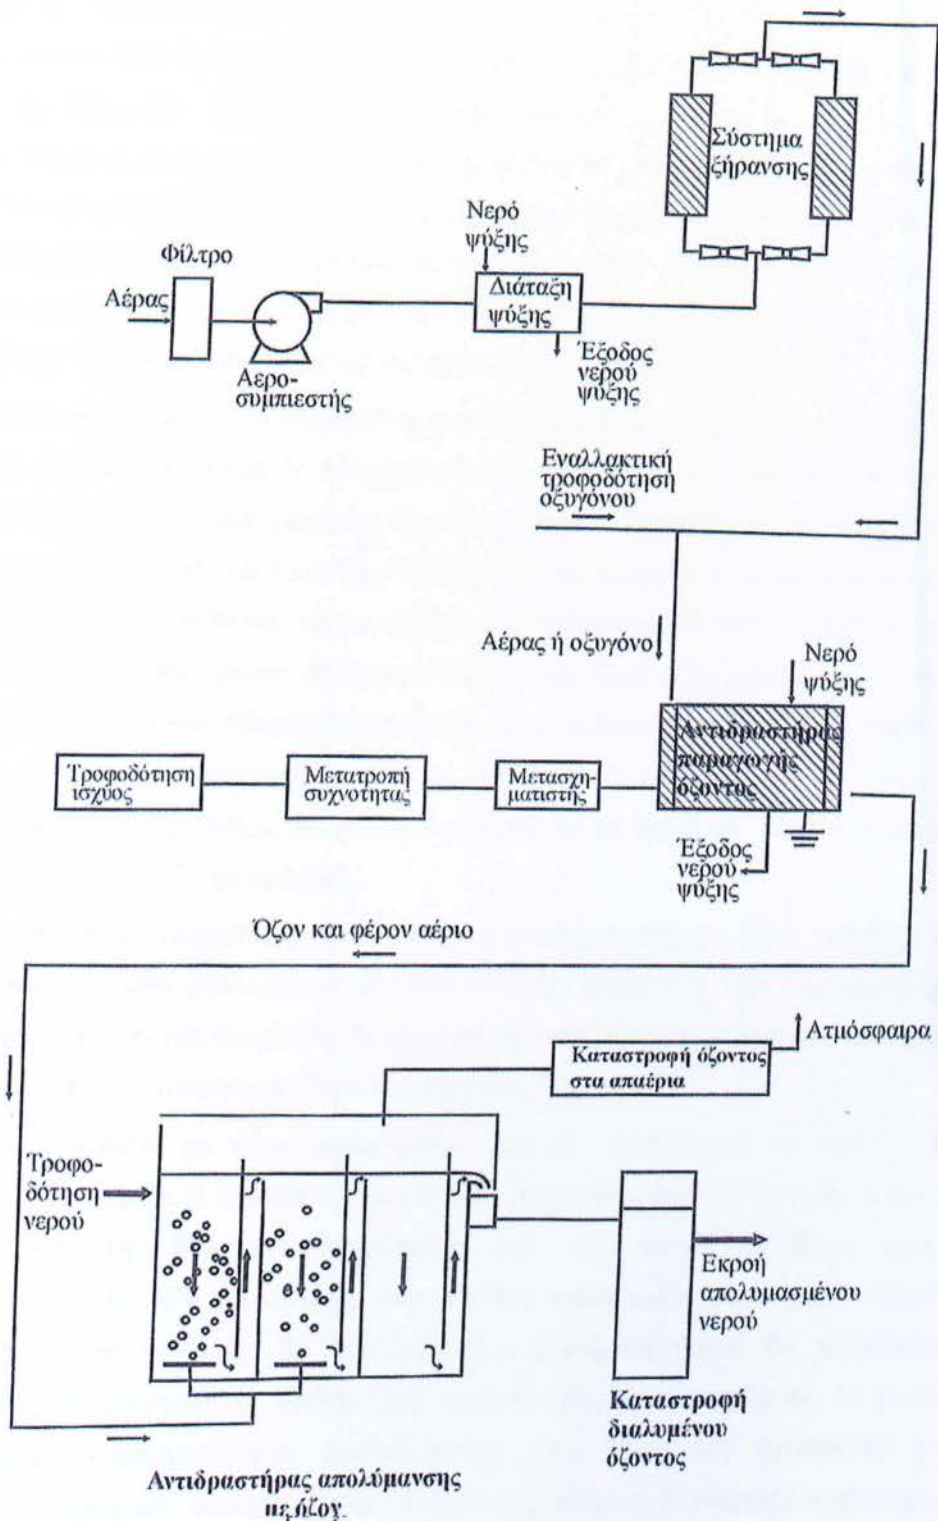 Σύστημα
ξήρανσης
Νερό
ψύξης
Φίλτρο
Αέρας
Διάταξη
ψύξης
Έξοδος
νερού
ψύξης
Αερο-
συμπιεστής
Εναλλακτική
τροφοδότηση
οξυγόνου
Αέρας ή οξυγόνο
Νερό
ψύξης
Αντιδραστήρας
παραγωγής
όζοντος
Τροφοδότηση
ισχύος
Μετατροπή
συχνότητας
Μετασχη-
ματιστής
Έξοδος
νερού
ψύξης
Όζον και φέρον αέριο
Ατμόσφαιρα
Καταστροφή όζοντος
στα απαέρια
Τροφο-
δότηση
νερού
Εκροή
απολυμασμένου
νερού
Καταστροφή
διαλυμένου
όζοντος
Αντιδραστήρας απολύμανσης
με όζον